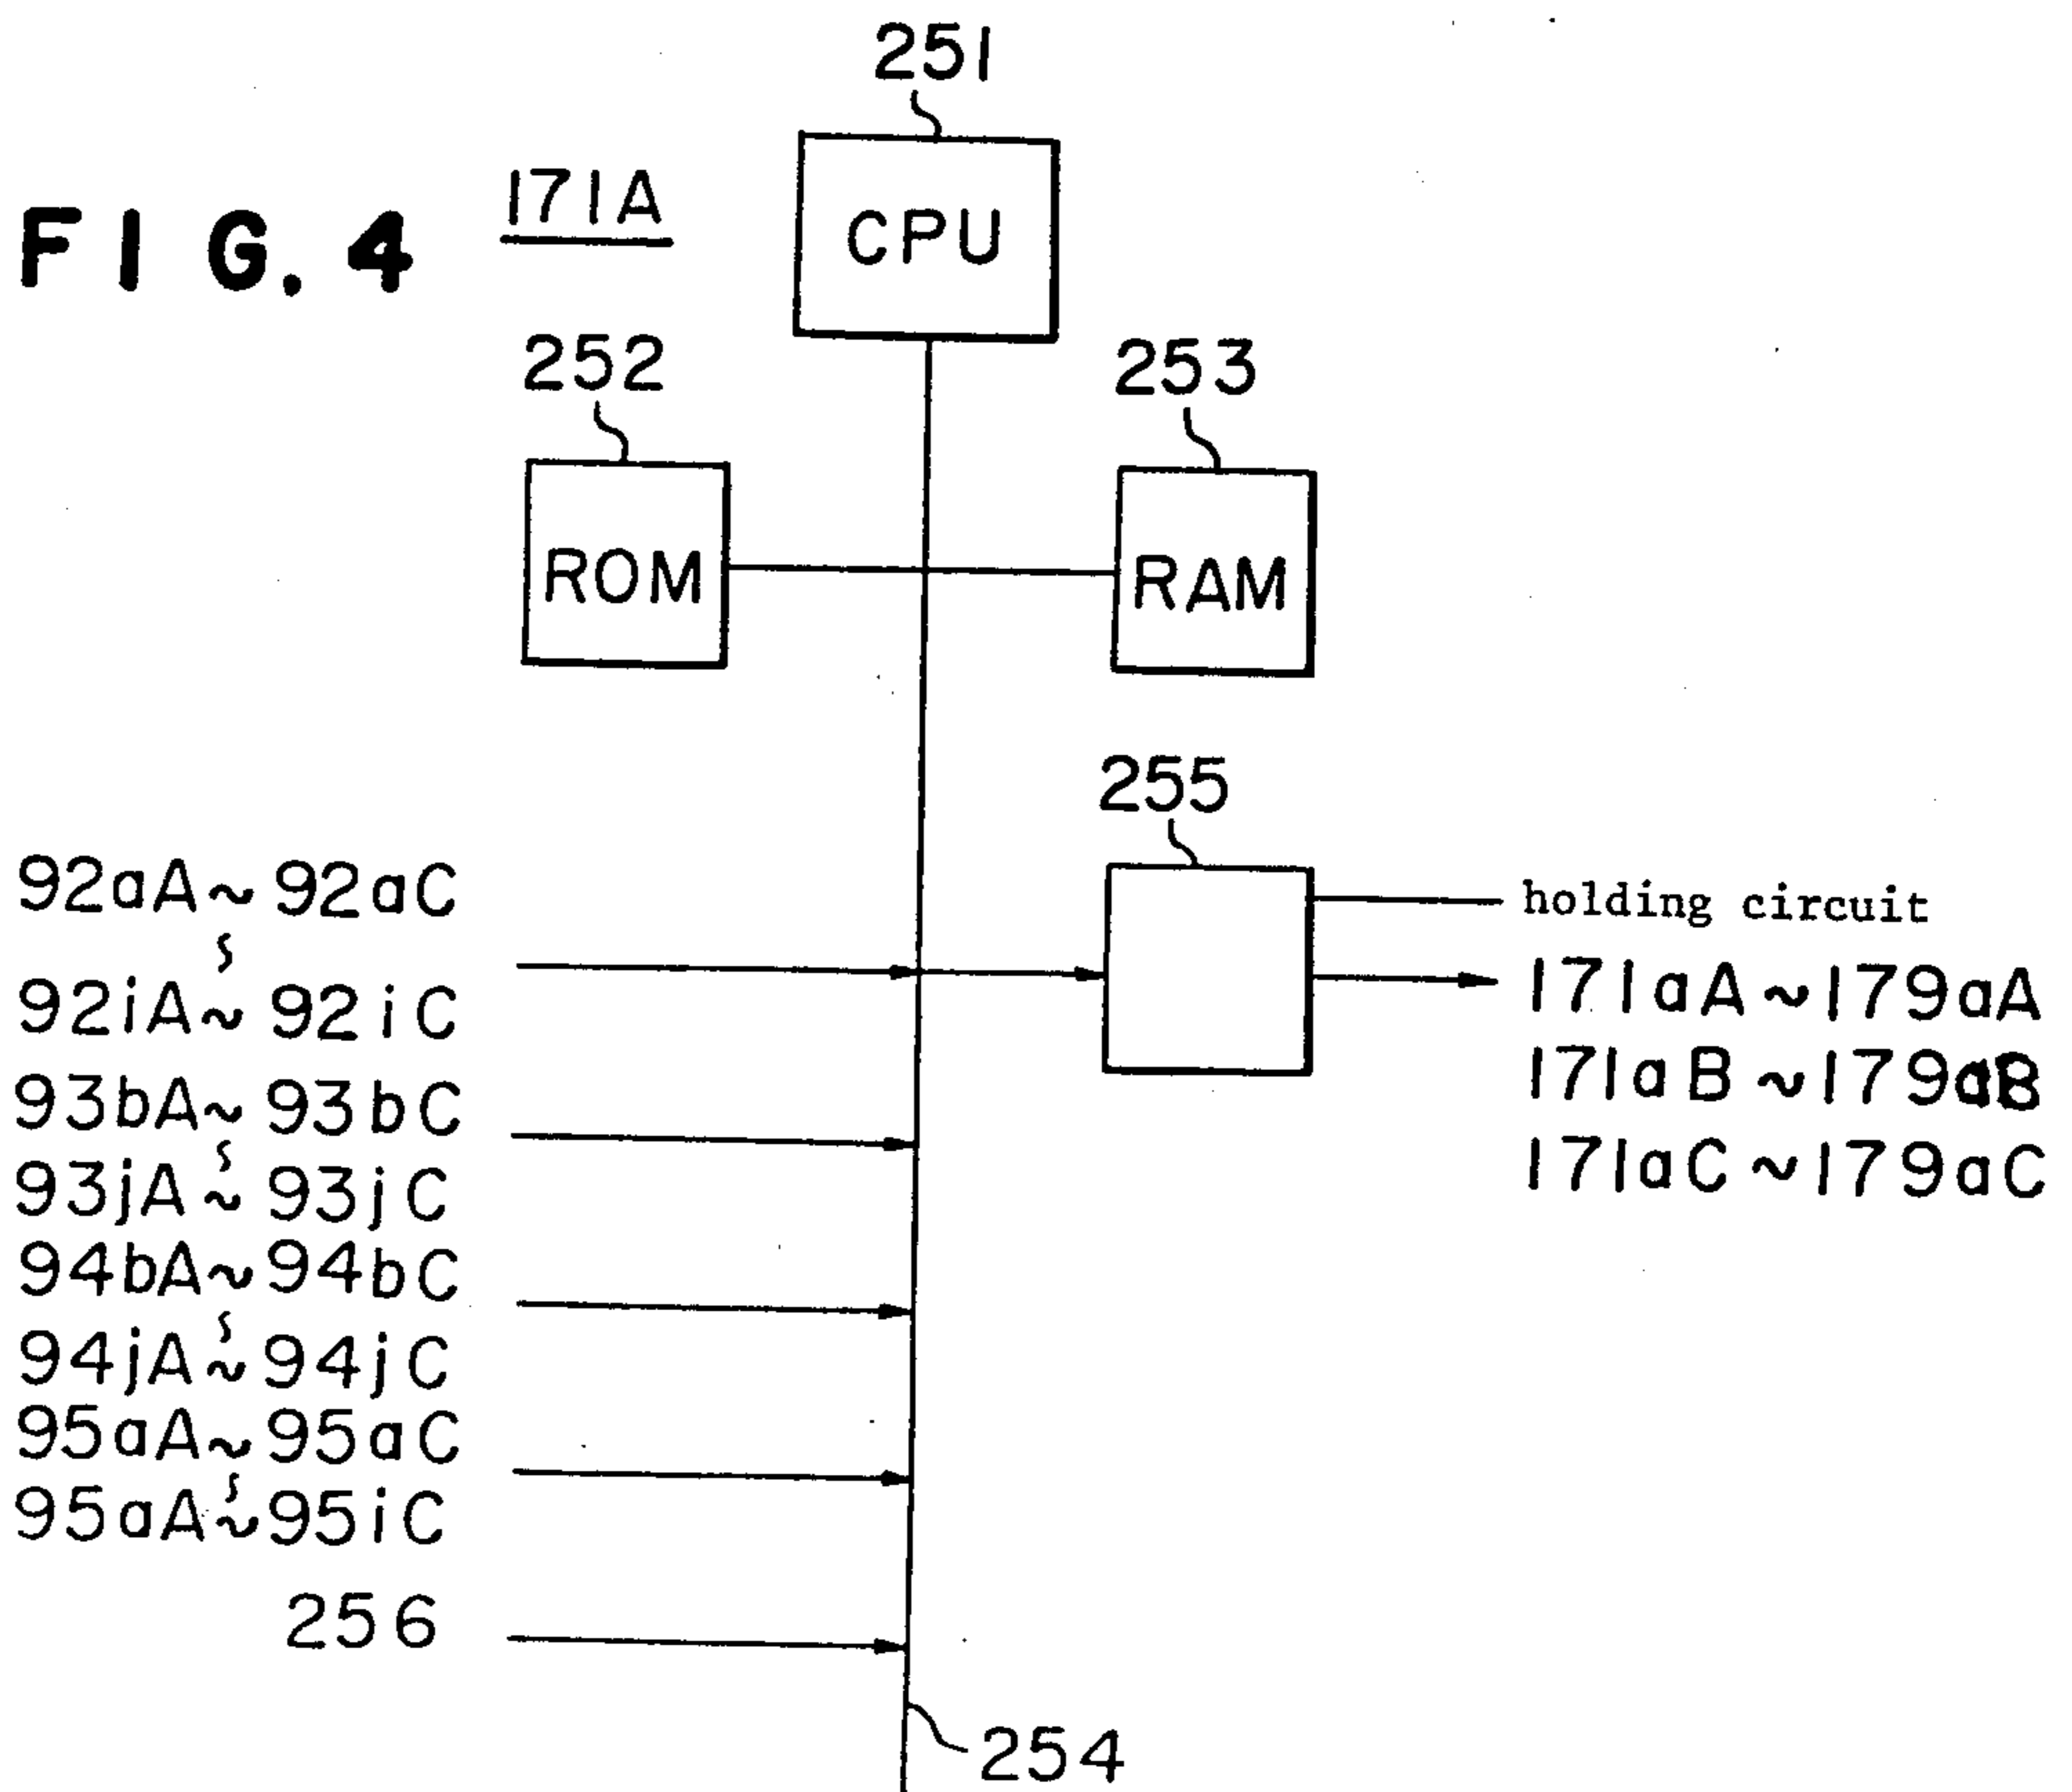 251
FIG. 4
171A
CPU
252
253
ROM
RAM
255
holding circuit
171aA~179aA
171aB~179aB
171aC~179aC
92aA~92aC
~
92iA~92iC
93bA~93bC
~
93jA~93jC
94bA~94bC
~
94jA~94jC
95aA~95aC
~
95aA~95iC
256
254